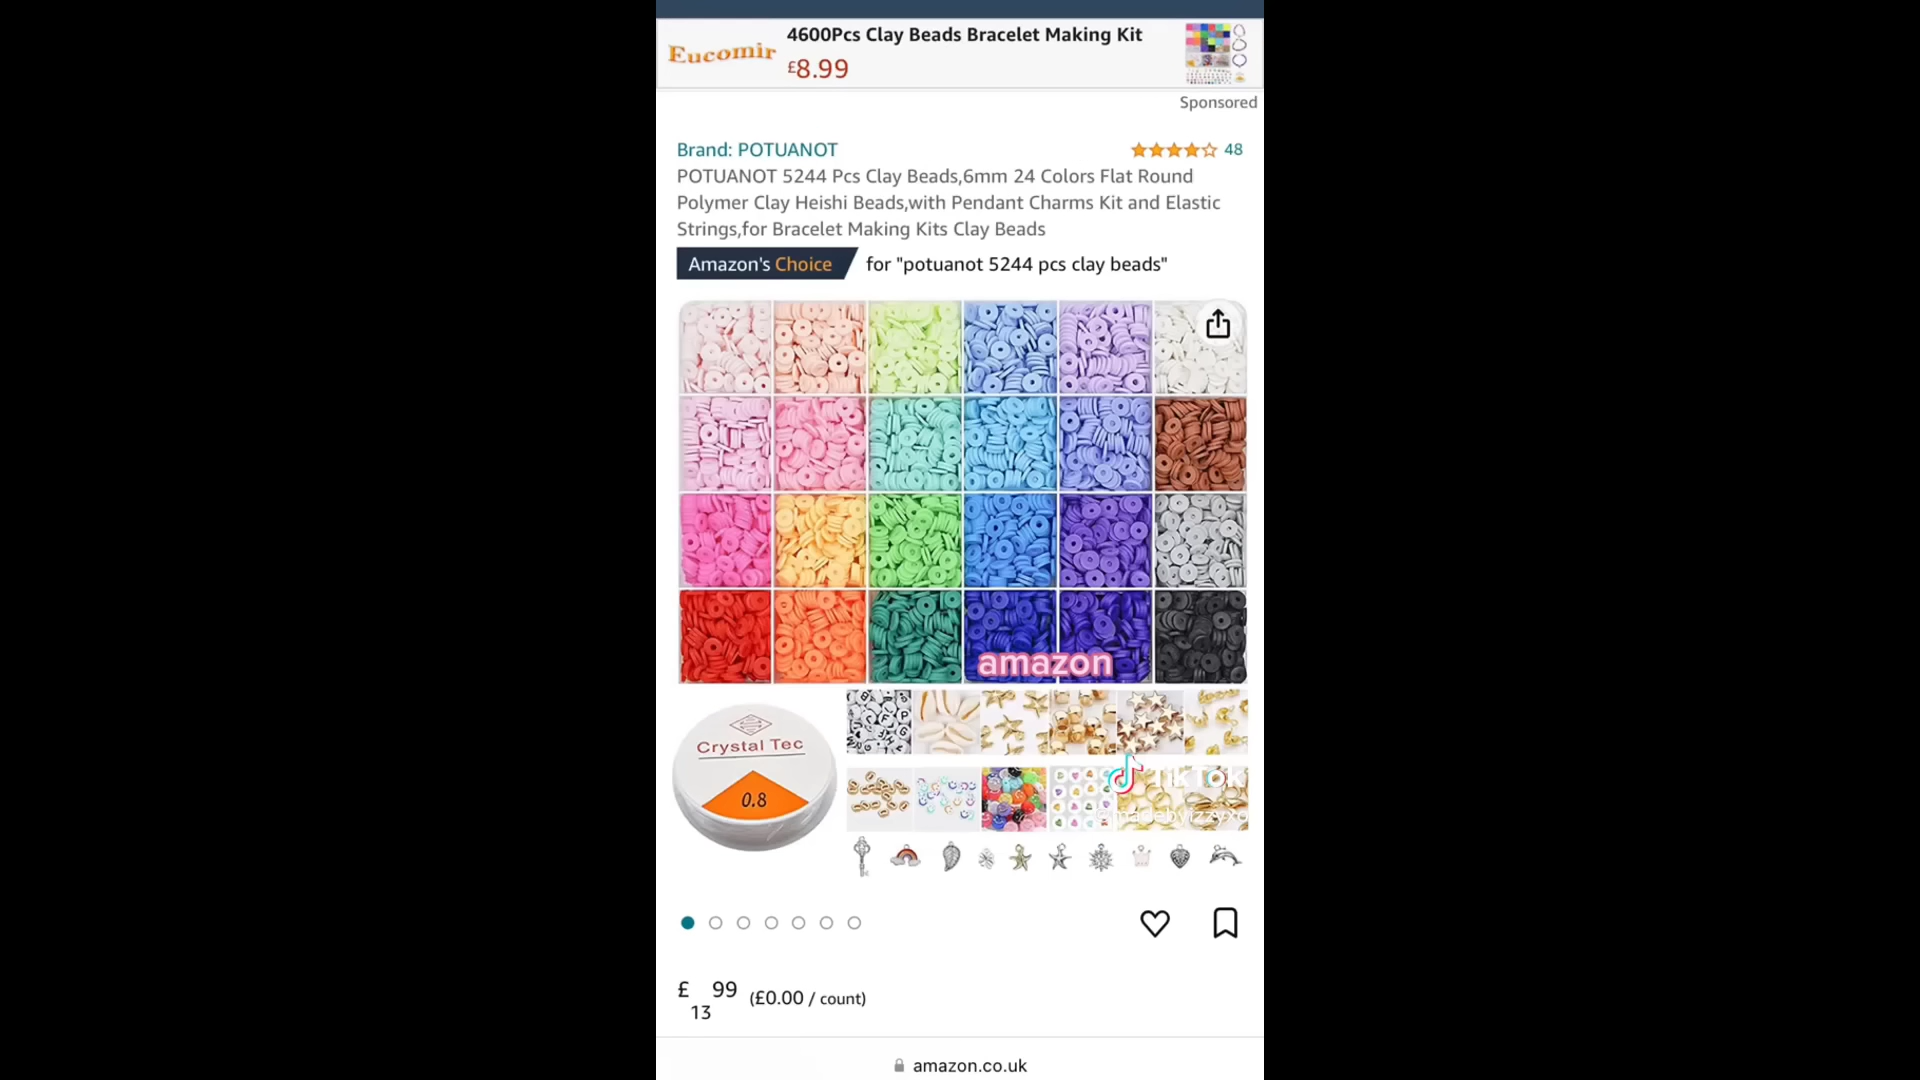 Eucomir
4600Pcs Clay Beads Bracelet Making Kit
£8.99
Sponsored
Brand: POTUANOT
48
POTUANOT 5244 Pcs Clay Beads,6mm 24 Colors Flat Round
Polymer Clay Heishi Beads,with Pendant Charms Kit and Elastic
Strings,for Bracelet Making Kits Clay Beads
Amazon's Choice for "potuanot 5244 pcs clay beads"
amazon
Crystal Tec
0.8
TikTok
@madebyizzyxo
£13 99 (£0.00 / count)
amazon.co.uk